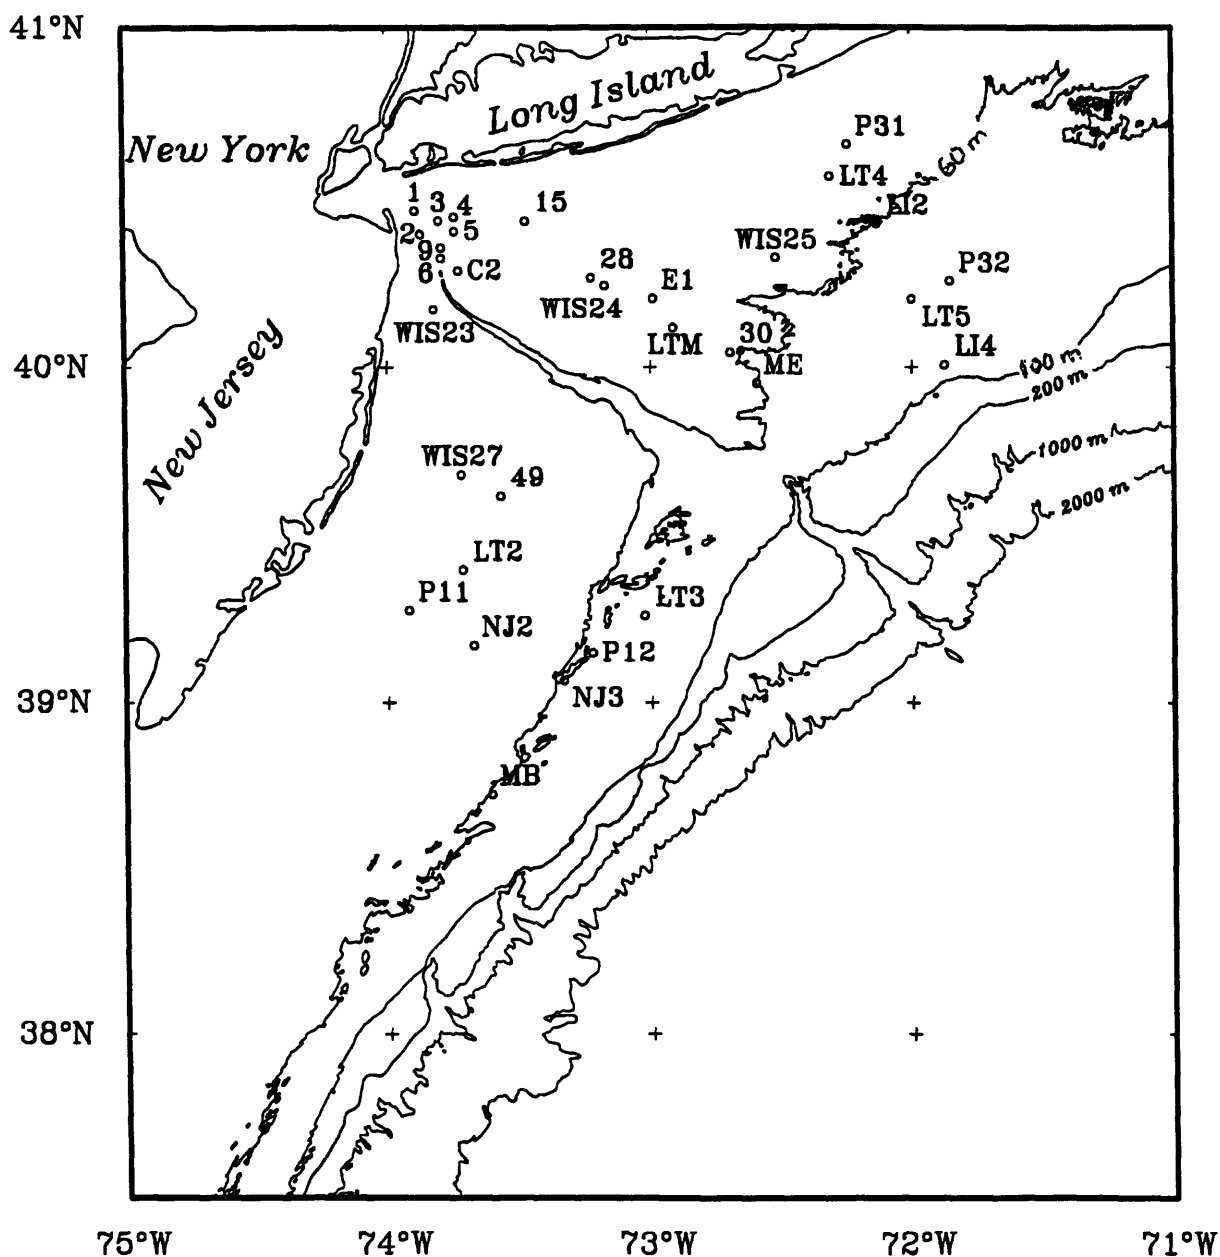 41°N
Long Island
New York
P31
60 m
LT4
1
3
4
15
LI2
2
5
WIS25
9
28
P32
6
C2
E1
WIS24
LT5
WIS23
LTM
30
2
LI4
ME
40°N
100 m
200 m
New Jersey
1000 m
WIS27
49
2000 m
LT2
P11
LT3
NJ2
P12
39°N
NJ3
MB
38°N
75°W
74°W
73°W
72°W
71°W